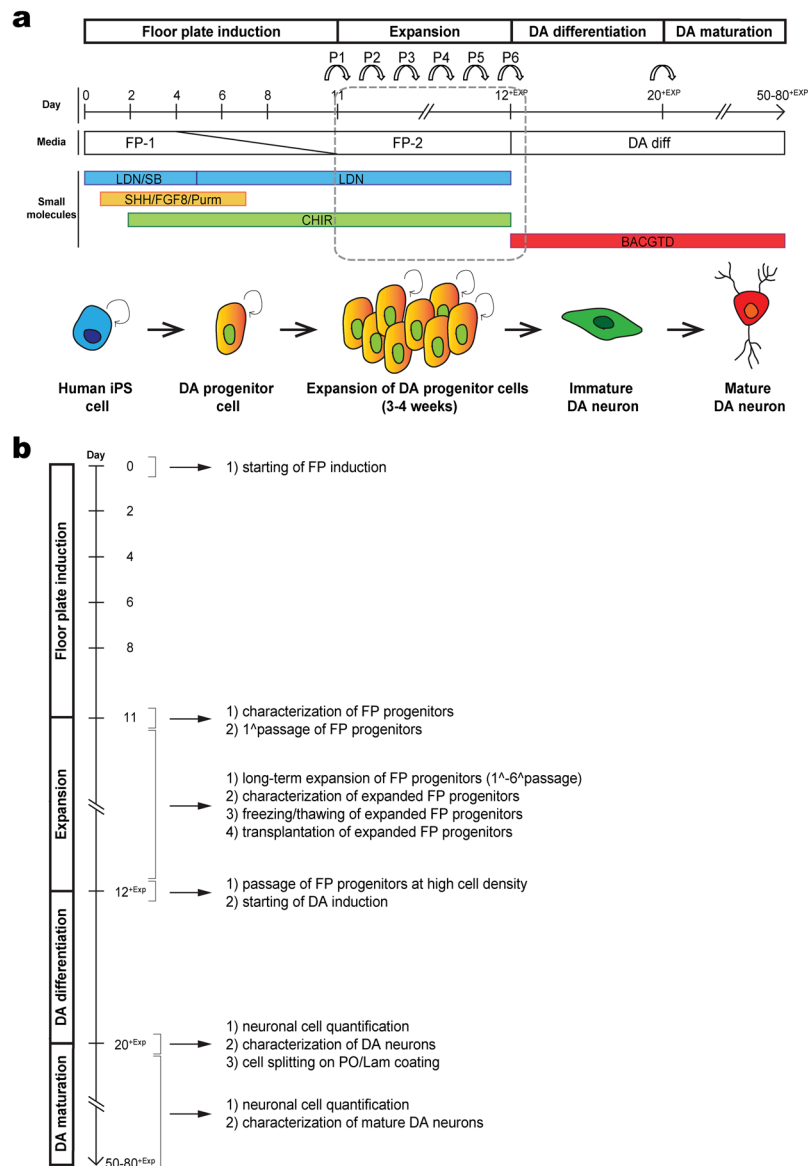 a
Floor plate induction Expansion DA differentiation DA maturation
P1 P2 P3 P4 P5 P6
Day 0 2 4 6 8 11 12+EXP 20+EXP 50-80+EXP
Media FP-1 FP-2 DA diff
Small molecules
LDN/SB LDN
SHH/FGF8/Purm
CHIR
BACGTD
Human iPS cell
DA progenitor cell
Expansion of DA progenitor cells (3-4 weeks)
Immature DA neuron
Mature DA neuron
b
Day
Floor plate induction
0
1) starting of FP induction
2
4
6
8
11
1) characterization of FP progenitors
2) 1^passage of FP progenitors
Expansion
1) long-term expansion of FP progenitors (1^-6^passage)
2) characterization of expanded FP progenitors
3) freezing/thawing of expanded FP progenitors
4) transplantation of expanded FP progenitors
12+Exp
1) passage of FP progenitors at high cell density
2) starting of DA induction
DA differentiation
20+Exp
1) neuronal cell quantification
2) characterization of DA neurons
3) cell splitting on PO/Lam coating
DA maturation
1) neuronal cell quantification
2) characterization of mature DA neurons
50-80+Exp